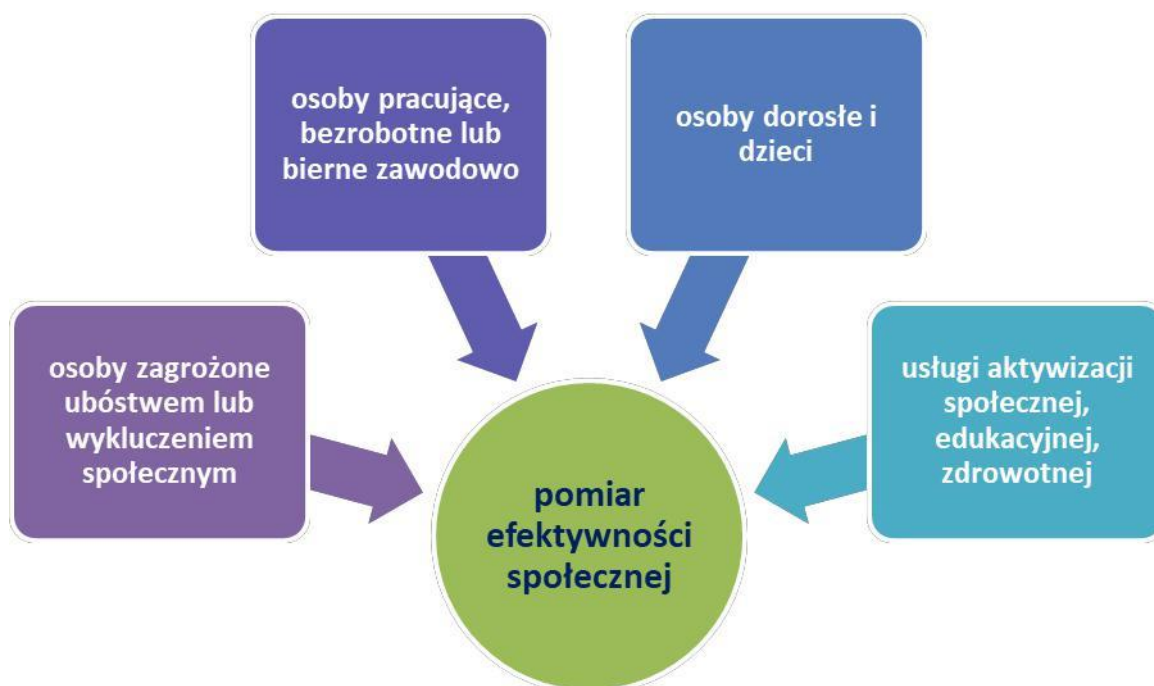 osoby pracujące,
bezrobotne lub
bierne zawodowo
osoby dorosłe i
dzieci
osoby zagrożone
ubóstwem lub
wykluczeniem
społecznym
usługi aktywizacji
społecznej,
edukacyjnej,
zdrowotnej
pomiar
efektywności
społecznej